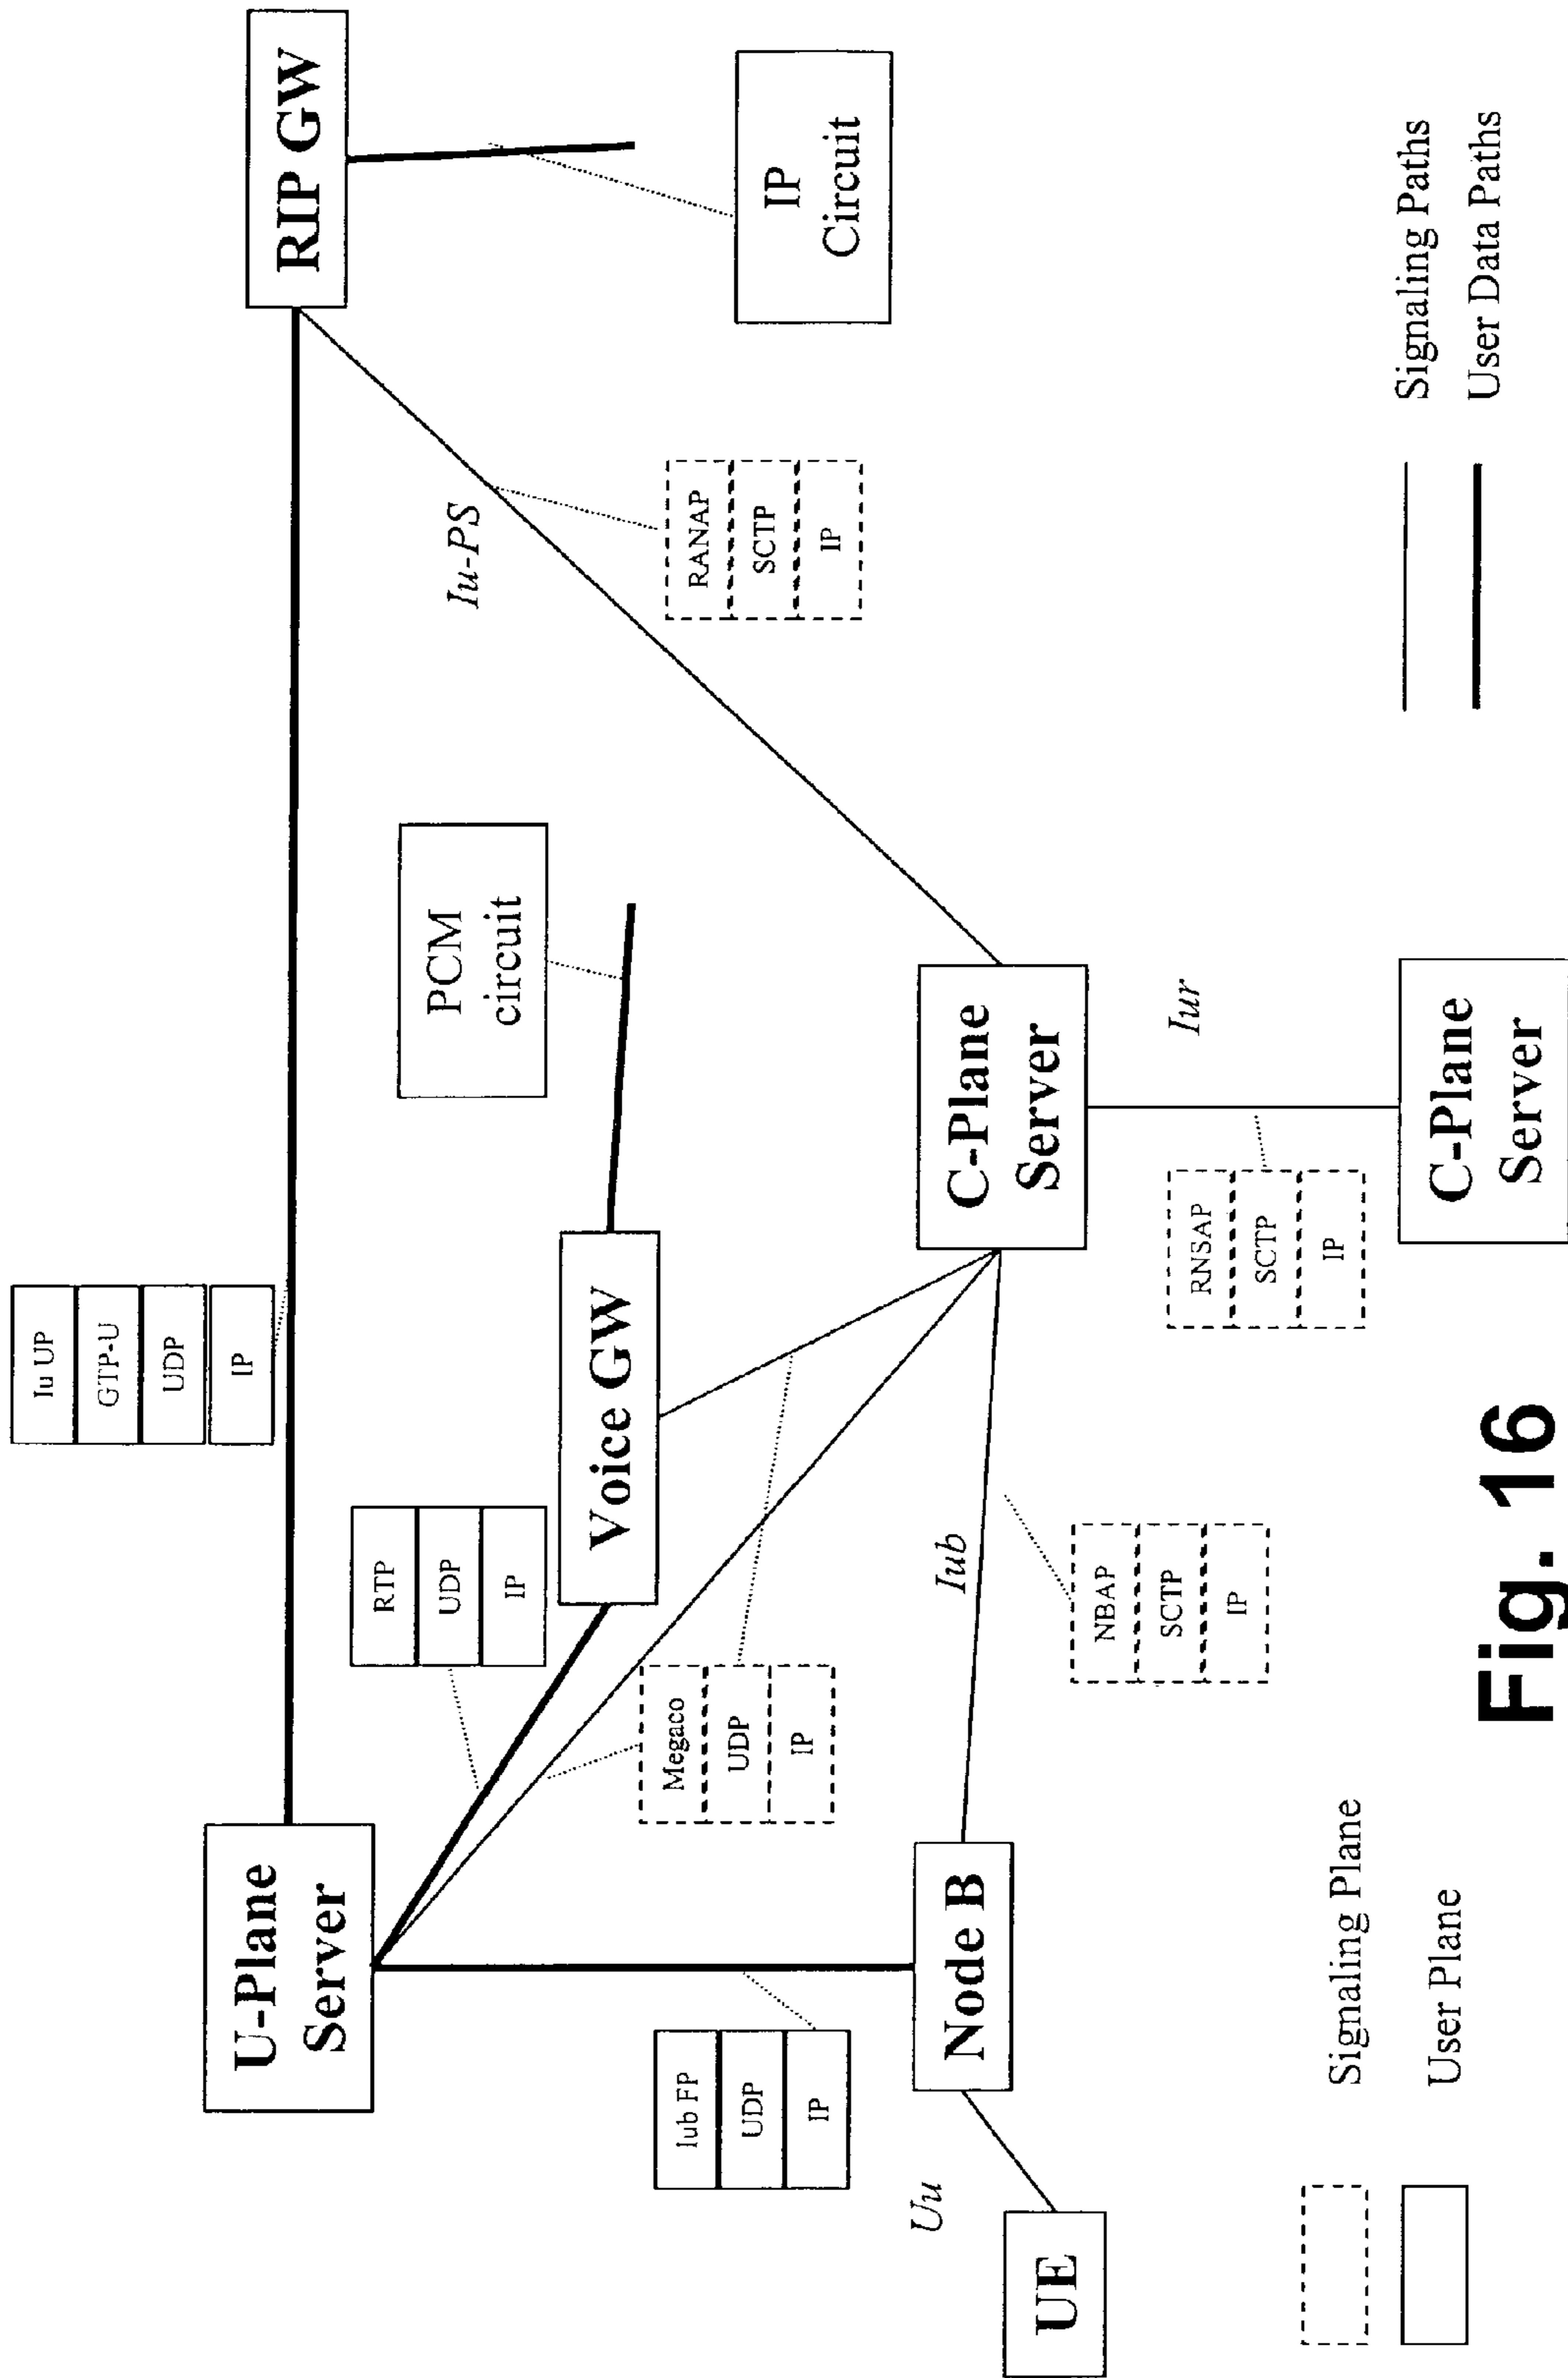 Iu UP
GTP-U
UDP
IP
U-Plane
Server
RIP GW
RTP
UDP
IP
PCM
circuit
Iu-PS
Voice GW
Iub FP
UDP
IP
Megaco
UDP
IP
RANAP
SCTP
IP
IP
Circuit
Uu
Iub
Node B
C-Plane
Server
UE
NBAP
SCTP
IP
RNSAP
SCTP
IP
Iur
Signaling Plane
User Plane
C-Plane
Server
Signaling Paths
User Data Paths
Fig. 16